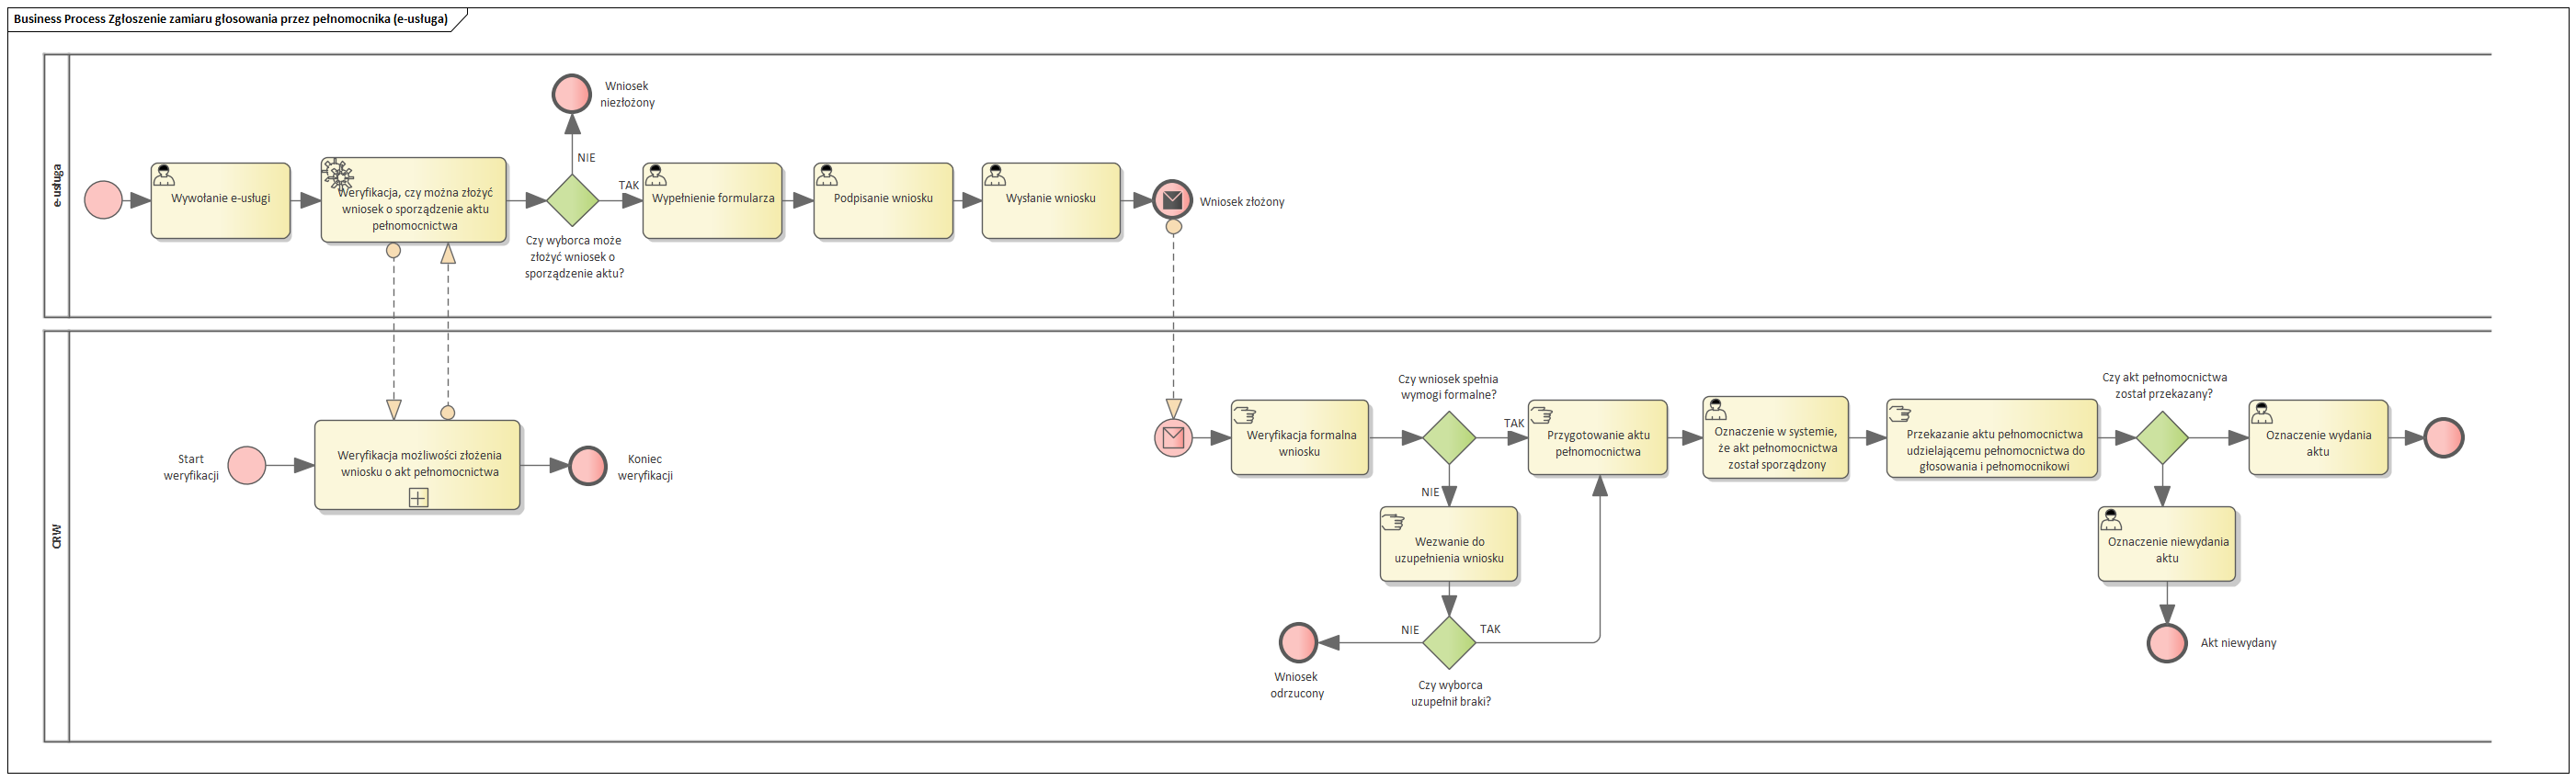 Business Process Zgłoszenie zamiaru głosowania przez pełnomocnika (e-usługa)
e-usługa
Wywołanie e-usługi
Weryfikacja, czy można złożyć
wniosek o sporządzenie aktu
pełnomocnictwa
Wniosek
niezłożony
NIE
TAK
Czy wyborca może
złożyć wniosek o
sporządzenie aktu?
Wypełnienie formularza
Podpisanie wniosku
Wysłanie wniosku
Wniosek złożony
CRW
Start
weryfikacji
Weryfikacja możliwości złożenia
wniosku o akt pełnomocnictwa
Koniec
weryfikacji
Weryfikacja formalna
wniosku
Czy wniosek spełnia
wymogi formalne?
TAK
NIE
Przygotowanie aktu
pełnomocnictwa
Oznaczenie w systemie,
że akt pełnomocnictwa
został sporządzony
Przekazanie aktu pełnomocnictwa
udzielającemu pełnomocnictwa do
głosowania i pełnomocnikowi
Czy akt pełnomocnictwa
został przekazany?
Oznaczenie wydania
aktu
Wezwanie do
uzupełnienia wniosku
Oznaczenie niewydania
aktu
NIE
TAK
Wniosek
odrzucony
Czy wyborca
uzupełnił braki?
Akt niewydany